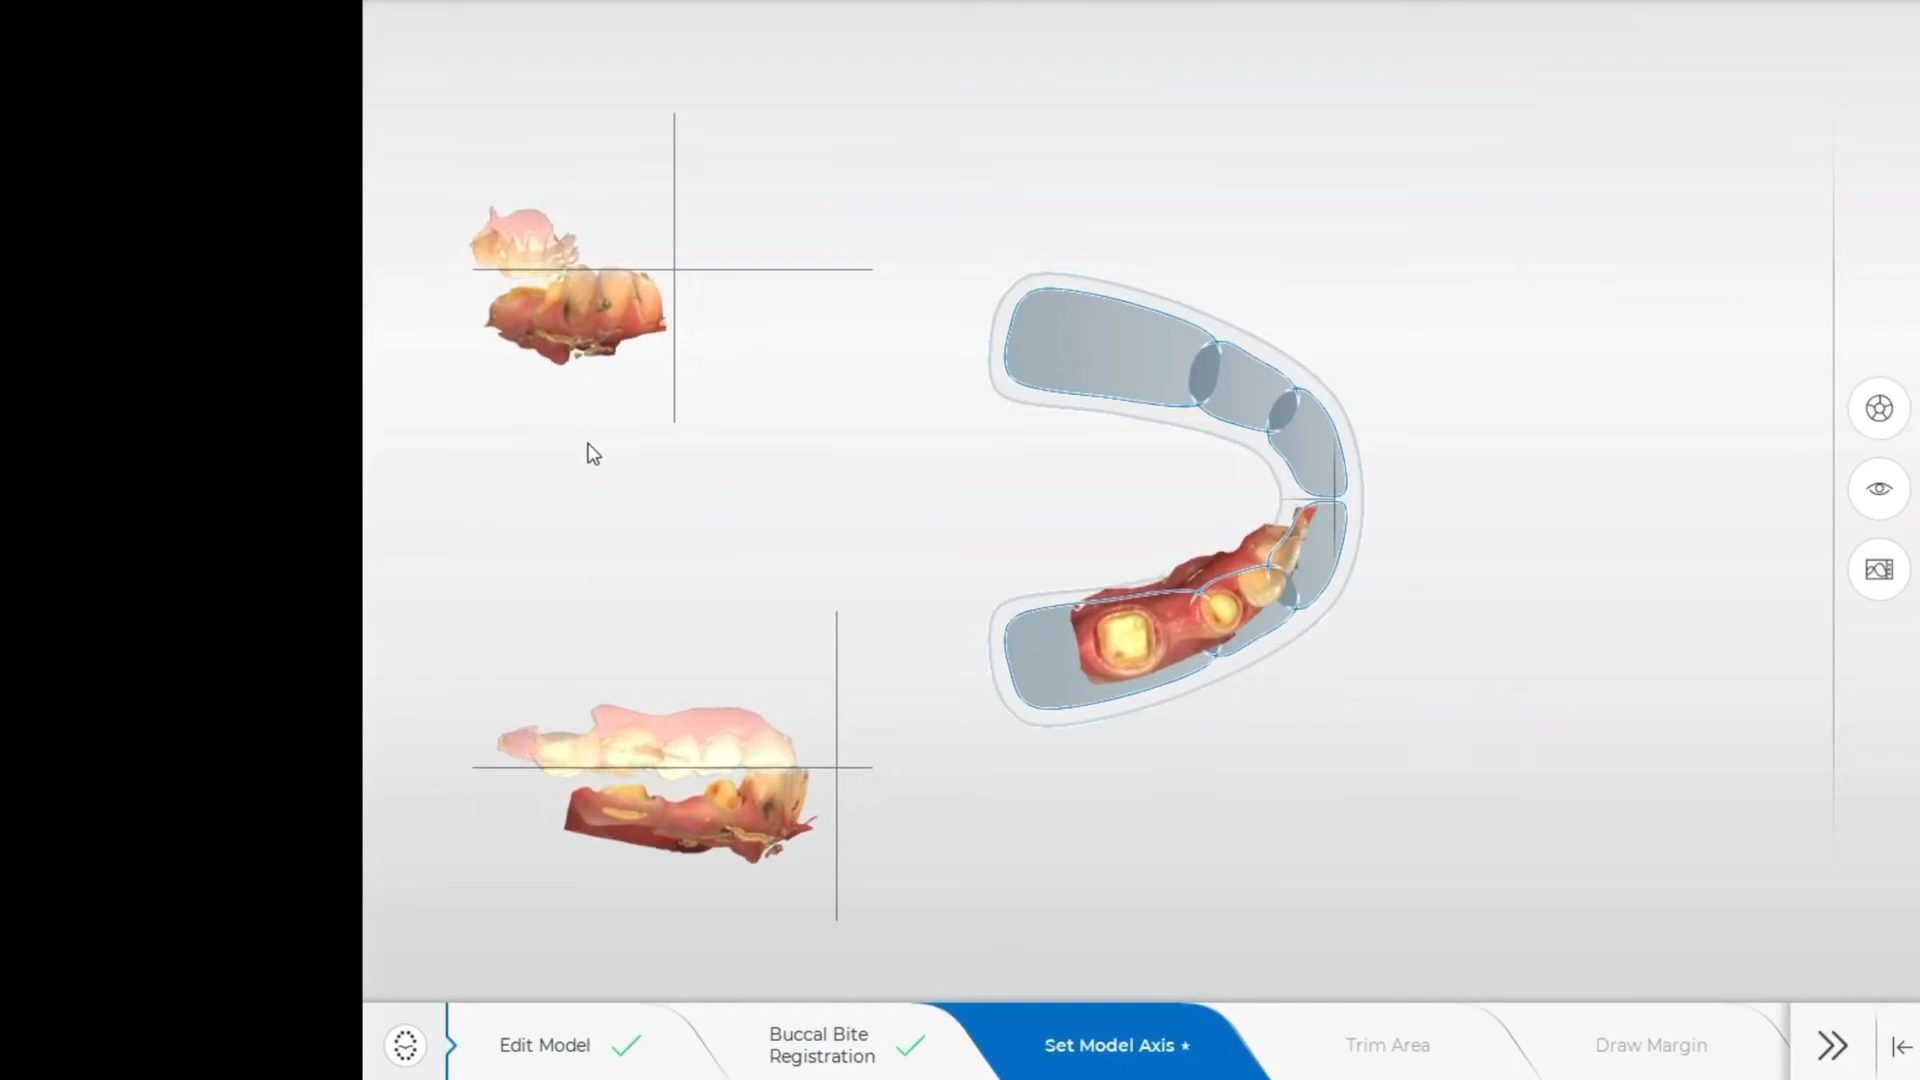 Edit Model
Buccal Bite
Registration
Set Model Axis ★
Trim Area
Draw Margin